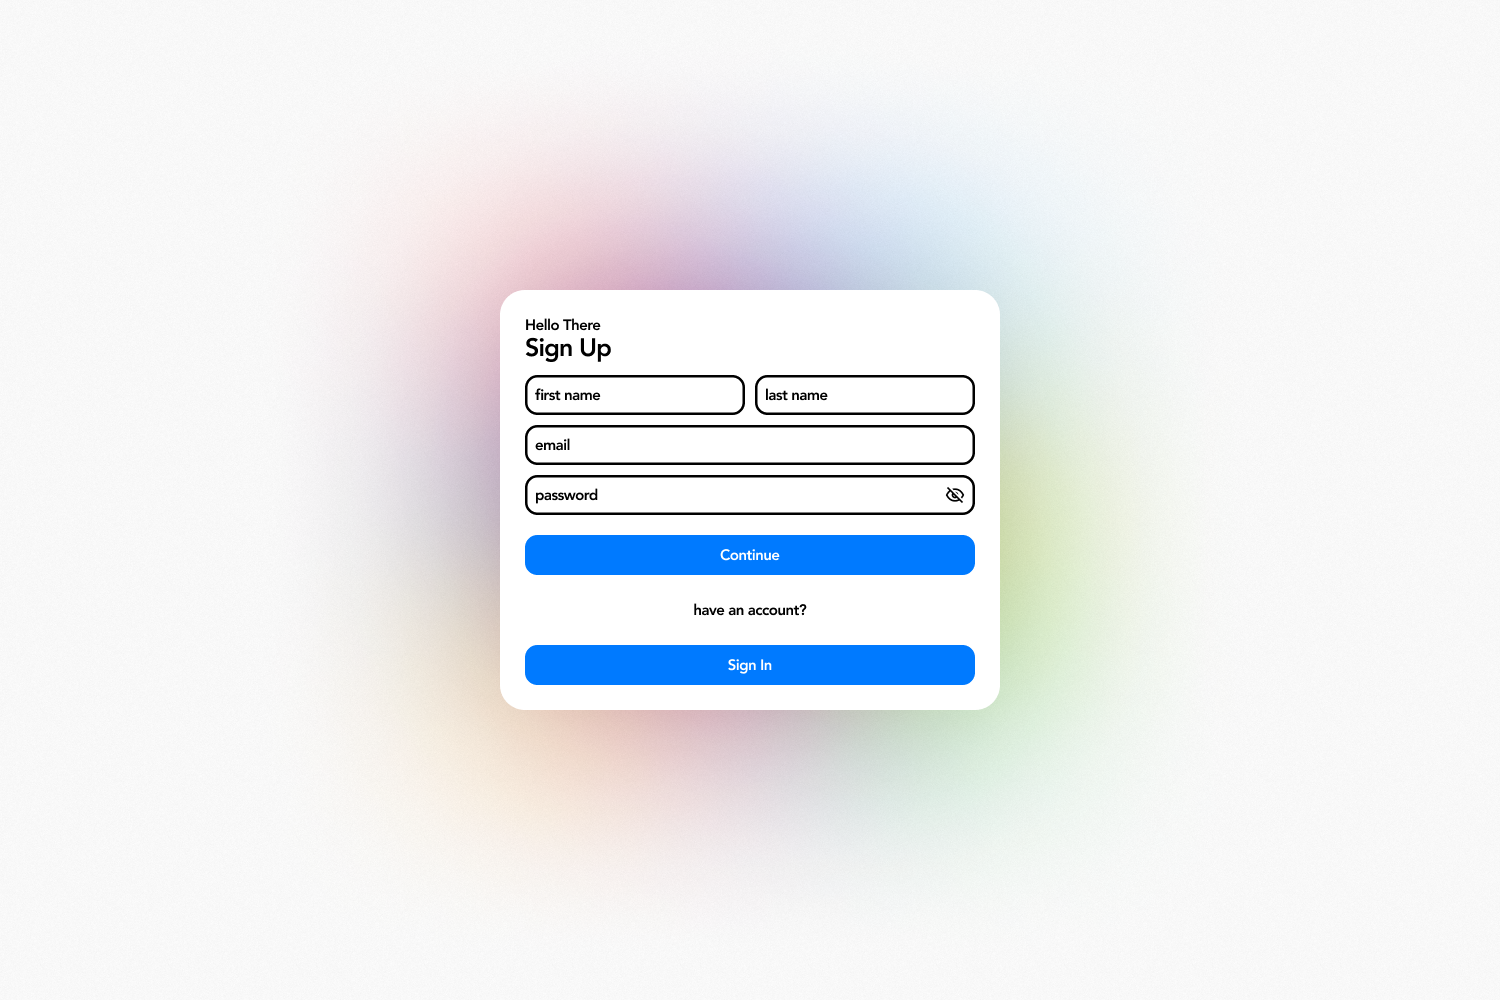 Hello There
Sign Up
first name last name
email
password
Continue
have an account?
Sign In